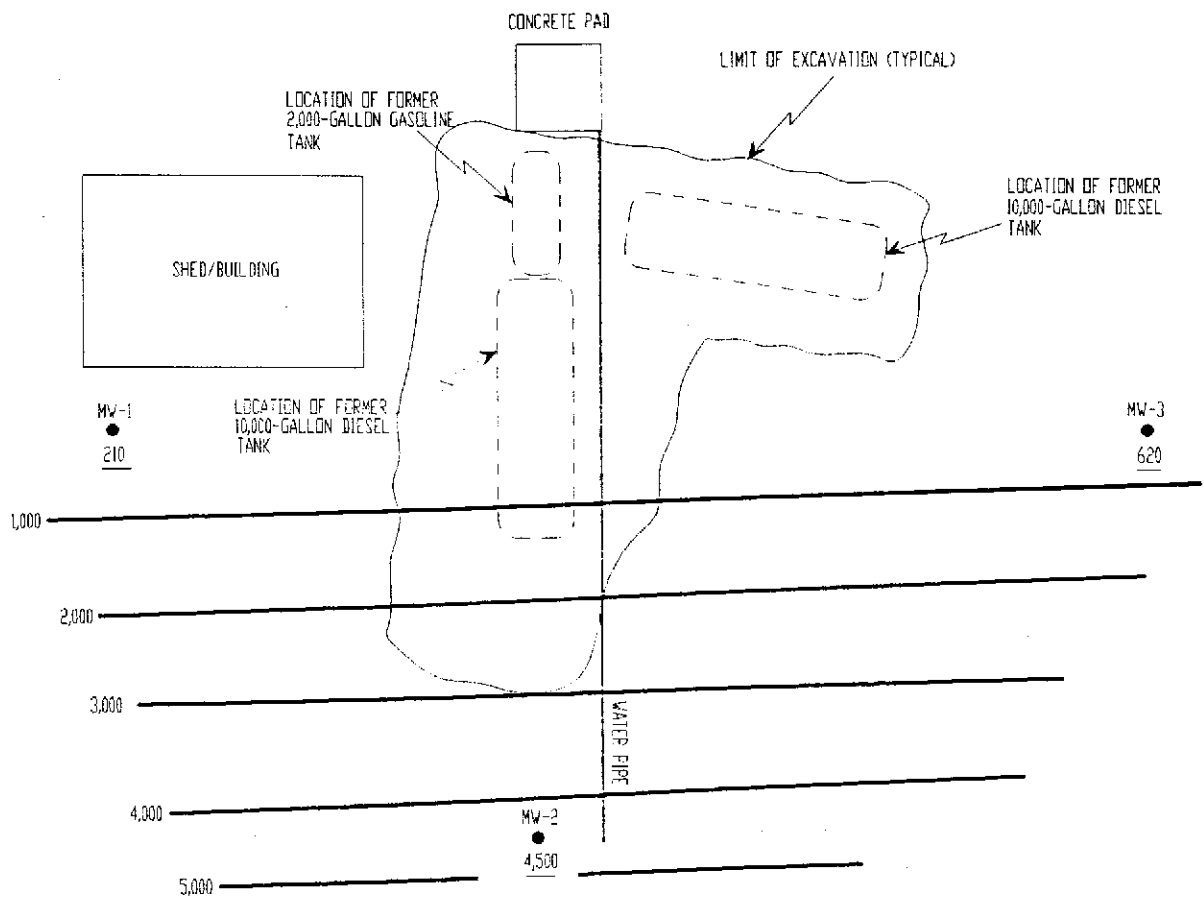 CONCRETE PAD
LIMIT OF EXCAVATION (TYPICAL)
LOCATION OF FORMER
2,000-GALLON GASOLINE
TANK
LOCATION OF FORMER
10,000-GALLON DIESEL
TANK
SHED/BUILDING
LOCATION OF FORMER
10,000-GALLON DIESEL
TANK
MW-1
210
MW-3
620
1,000
2,000
3,000
WATER PIPE
4,000
MW-2
4,500
5,000